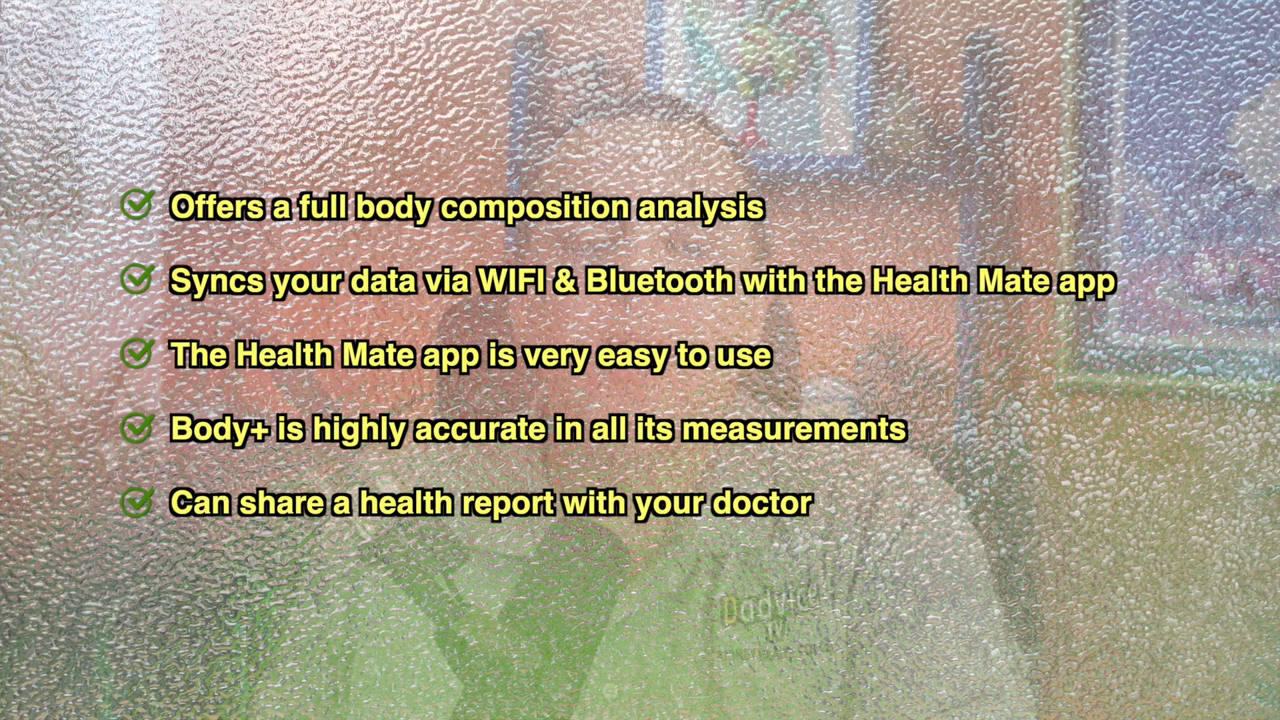 Offers a full body composition analysis
Syncs your data via WIFI & Bluetooth with the Health Mate app
The Health Mate app is very easy to use
Body+ is highly accurate in all its measurements
Can share a health report with your doctor
Dadvice